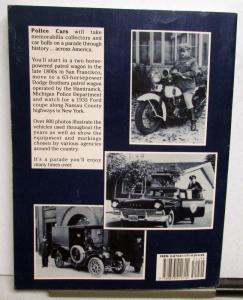 Police Cars will take
memorabilia collectors and
car buffs on a parade through
history ... across America.
You'll start in a two horse-
powered patrol wagon in the
late 1800s in San Francisco,
move to a 63-horsepower
Dodge Brothers patrol wagon
operated by the Hamtramck,
Michigan Police Department
and watch for a 1935 Ford
coupe along Nassau County
highways in New York.
Over 800 photos illustrate the
vehicles used throughout the
years as well as show the
equipment and markings
chosen by various agencies
around the country.
It's a parade you'll enjoy
many times over.